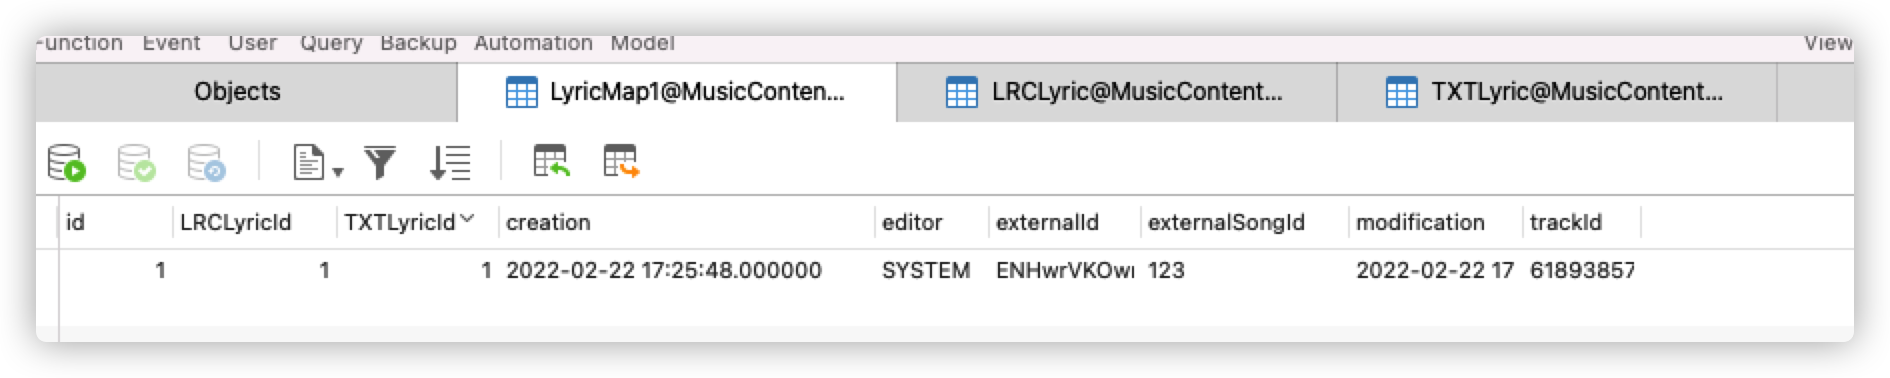 Function Event User Query Backup Automation Model View
Objects LyricMap1@MusicConten... LRCLyric@MusicContent... TXTLyric@MusicContent...
id LRCLyricId TXTLyricId creation editor externalId externalSongId modification trackId
1 1 1 2022-02-22 17:25:48.000000 SYSTEM ENHwrVKOw 123 2022-02-22 17 61893857